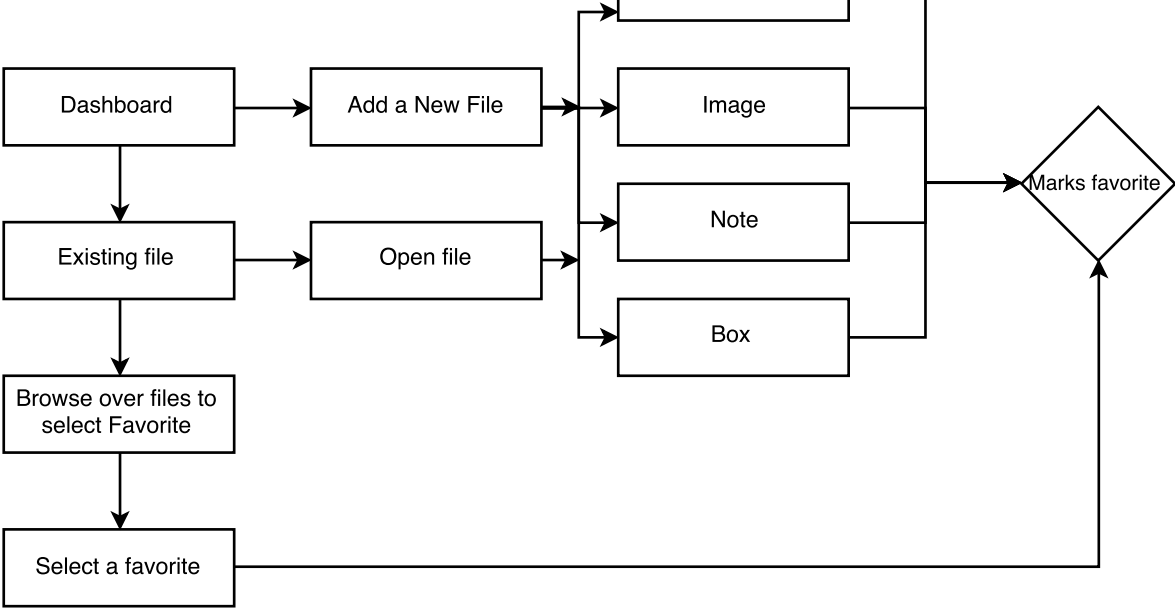 Dashboard
Add a New File
Image
Marks favorite
Note
Existing file
Open file
Box
Browse over files to
select Favorite
Select a favorite